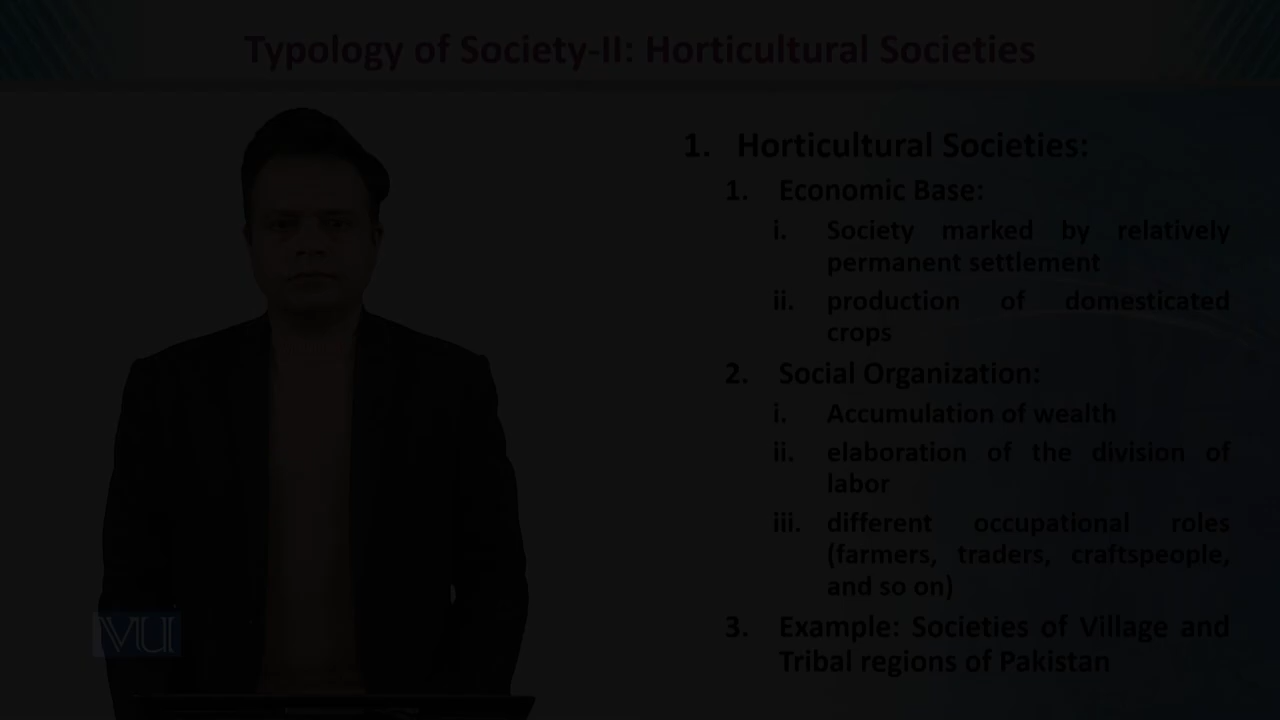 Typology of Society-II: Horticultural Societies
1. Horticultural Societies:
1. Economic Base:
i. Society marked by relatively
permanent settlement
ii. production of domesticated
crops
2. Social Organization:
i. Accumulation of wealth
ii. elaboration of the division of
labor
iii. different occupational roles
(farmers, traders, craftspeople,
and so on)
3. Example: Societies of Village and
Tribal regions of Pakistan
VU